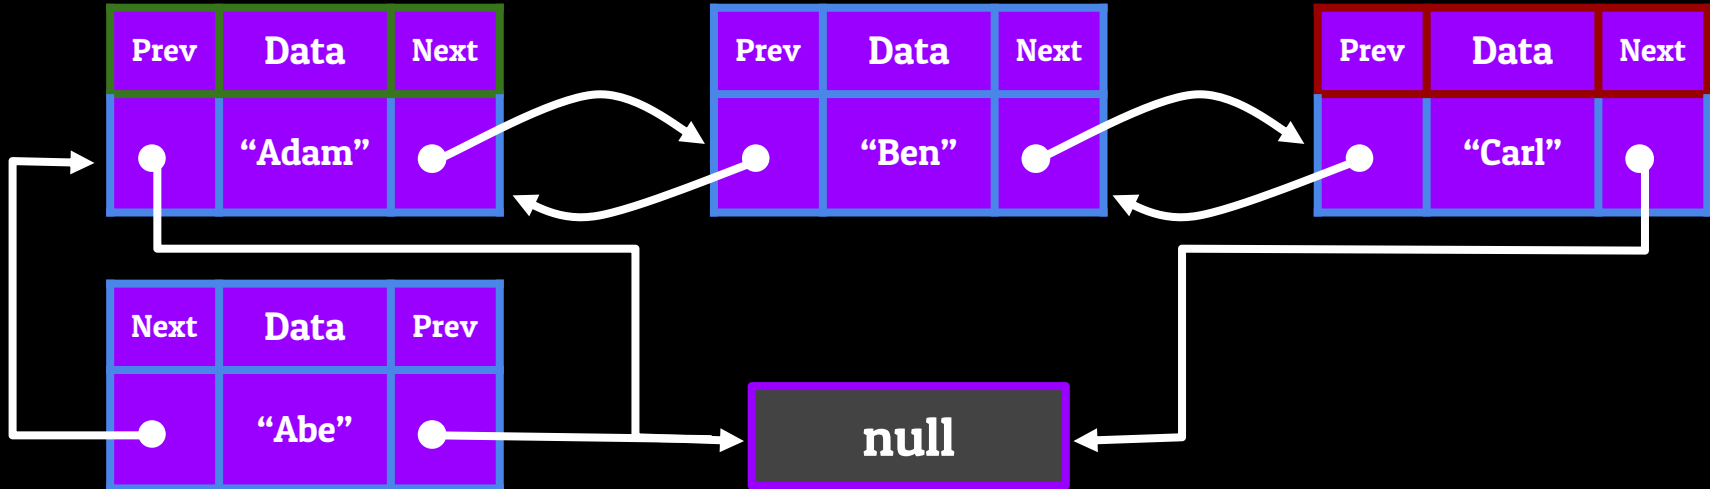 Prev Data Next
“Adam”
Prev Data Next
“Ben”
Prev Data Next
“Carl”
Next Data Prev
“Abe”
null